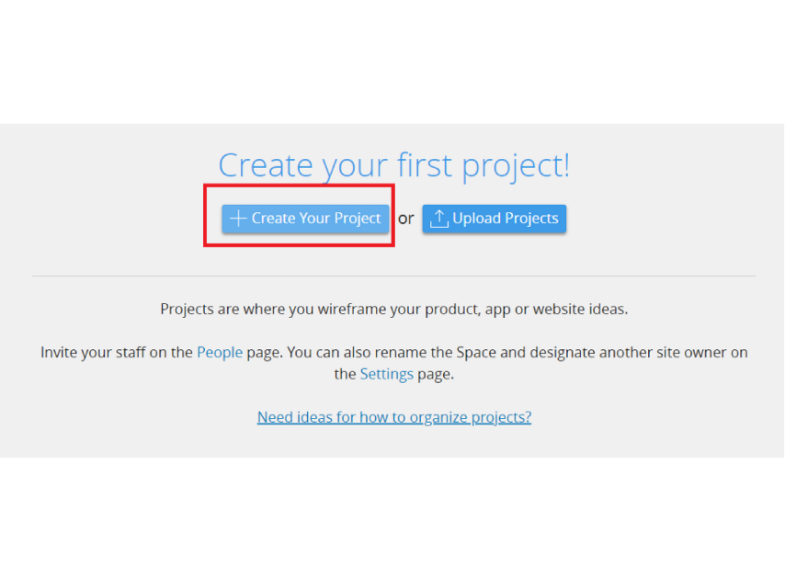 Create your first project!
Create Your Project or Upload Projects
Projects are where you wireframe your product, app or website ideas.
Invite your staff on the People page. You can also rename the Space and designate another site owner on
the Settings page.
Need ideas for how to organize projects?